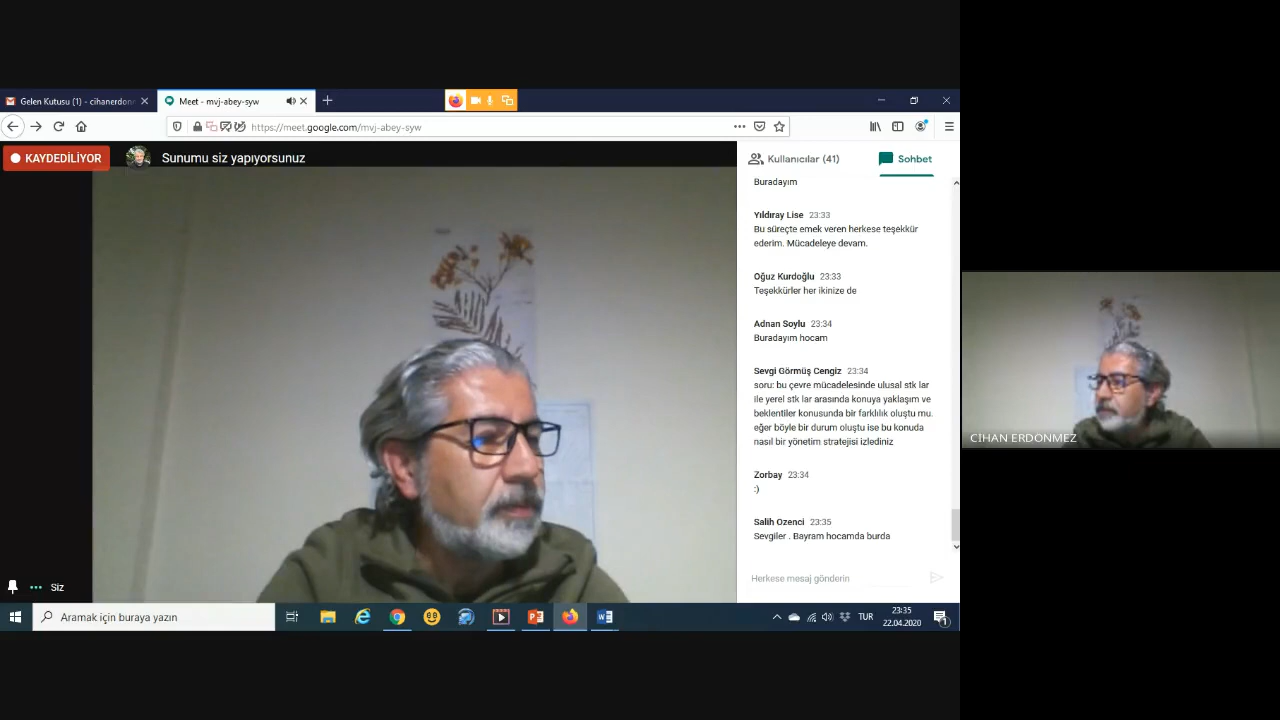 Gelen Kutusu (1) - cihanerdon
Meet - mvj-abey-syw
https://meet.google.com/mvj-abey-syw
KAYDEDİLİYOR
Sunumu siz yapıyorsunuz
Kullanıcılar (41)
Sohbet
Buradayım
Yıldıray Lise 23:33
Bu süreçte emek veren herkese teşekkür
ederim. Mücadeleye devam.
Oğuz Kurdoğlu 23:33
Teşekkürler her ikinize de
Adnan Soylu 23:34
Buradayım hocam
Sevgi Görmüş Cengiz 23:34
soru: bu çevre mücadelesinde ulusal stk lar
ile yerel stk lar arasında konuya yaklaşım ve
beklentiler konusunda bir farklılık oluştu mu.
eğer böyle bir durum oluştu ise bu konuda
nasıl bir yönetim stratejisi izlediniz
Zorbay 23:34
:)
Salih Ozenci 23:35
Sevgiler . Bayram hocamda burda
Herkese mesaj gönderin
Siz
CIHAN ERDONMEZ
Aramak için buraya yazın
TUR
23:35
22.04.2020
1